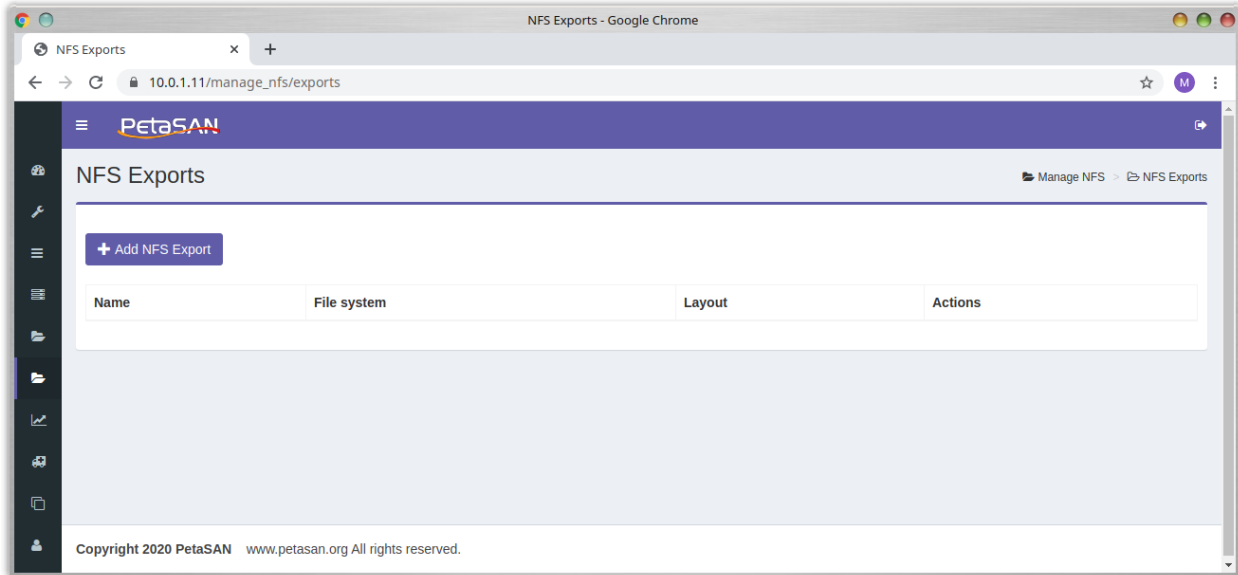 NFS Exports - Google Chrome
NFS Exports
10.0.1.11/manage_nfs/exports
M
PetaSAN
NFS Exports
Manage NFS > NFS Exports
Add NFS Export
Name File system Layout Actions
Copyright 2020 PetaSAN www.petasan.org All rights reserved.